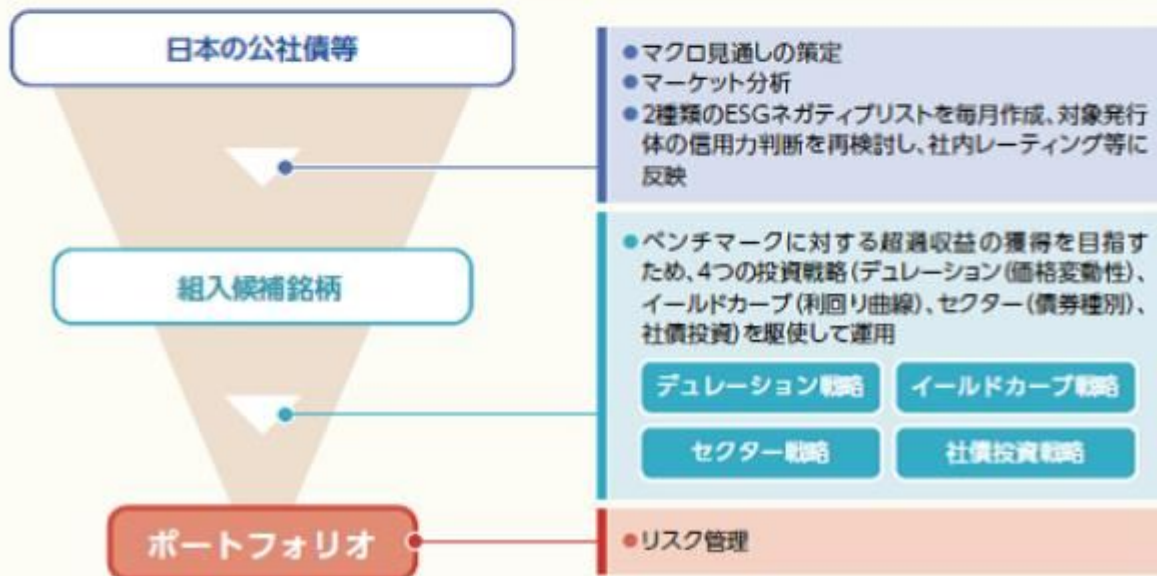 日本の公社債等
●マクロ見通しの策定
●マーケット分析
●2種類のESGネガティブリストを毎月作成、対象発行
体の信用力判断を再検討し、社内レーティング等に
反映
組入候補銘柄
●ベンチマークに対する超過収益の獲得を目指す
ため、4つの投資戦略(デュレーション(価格変動性)、
イールドカーブ(利回り曲線)、セクター(債券種別)、
社債投資)を駆使して運用
デュレーション戦略
イールドカーブ戦略
セクター戦略
社債投資戦略
ポートフォリオ
●リスク管理